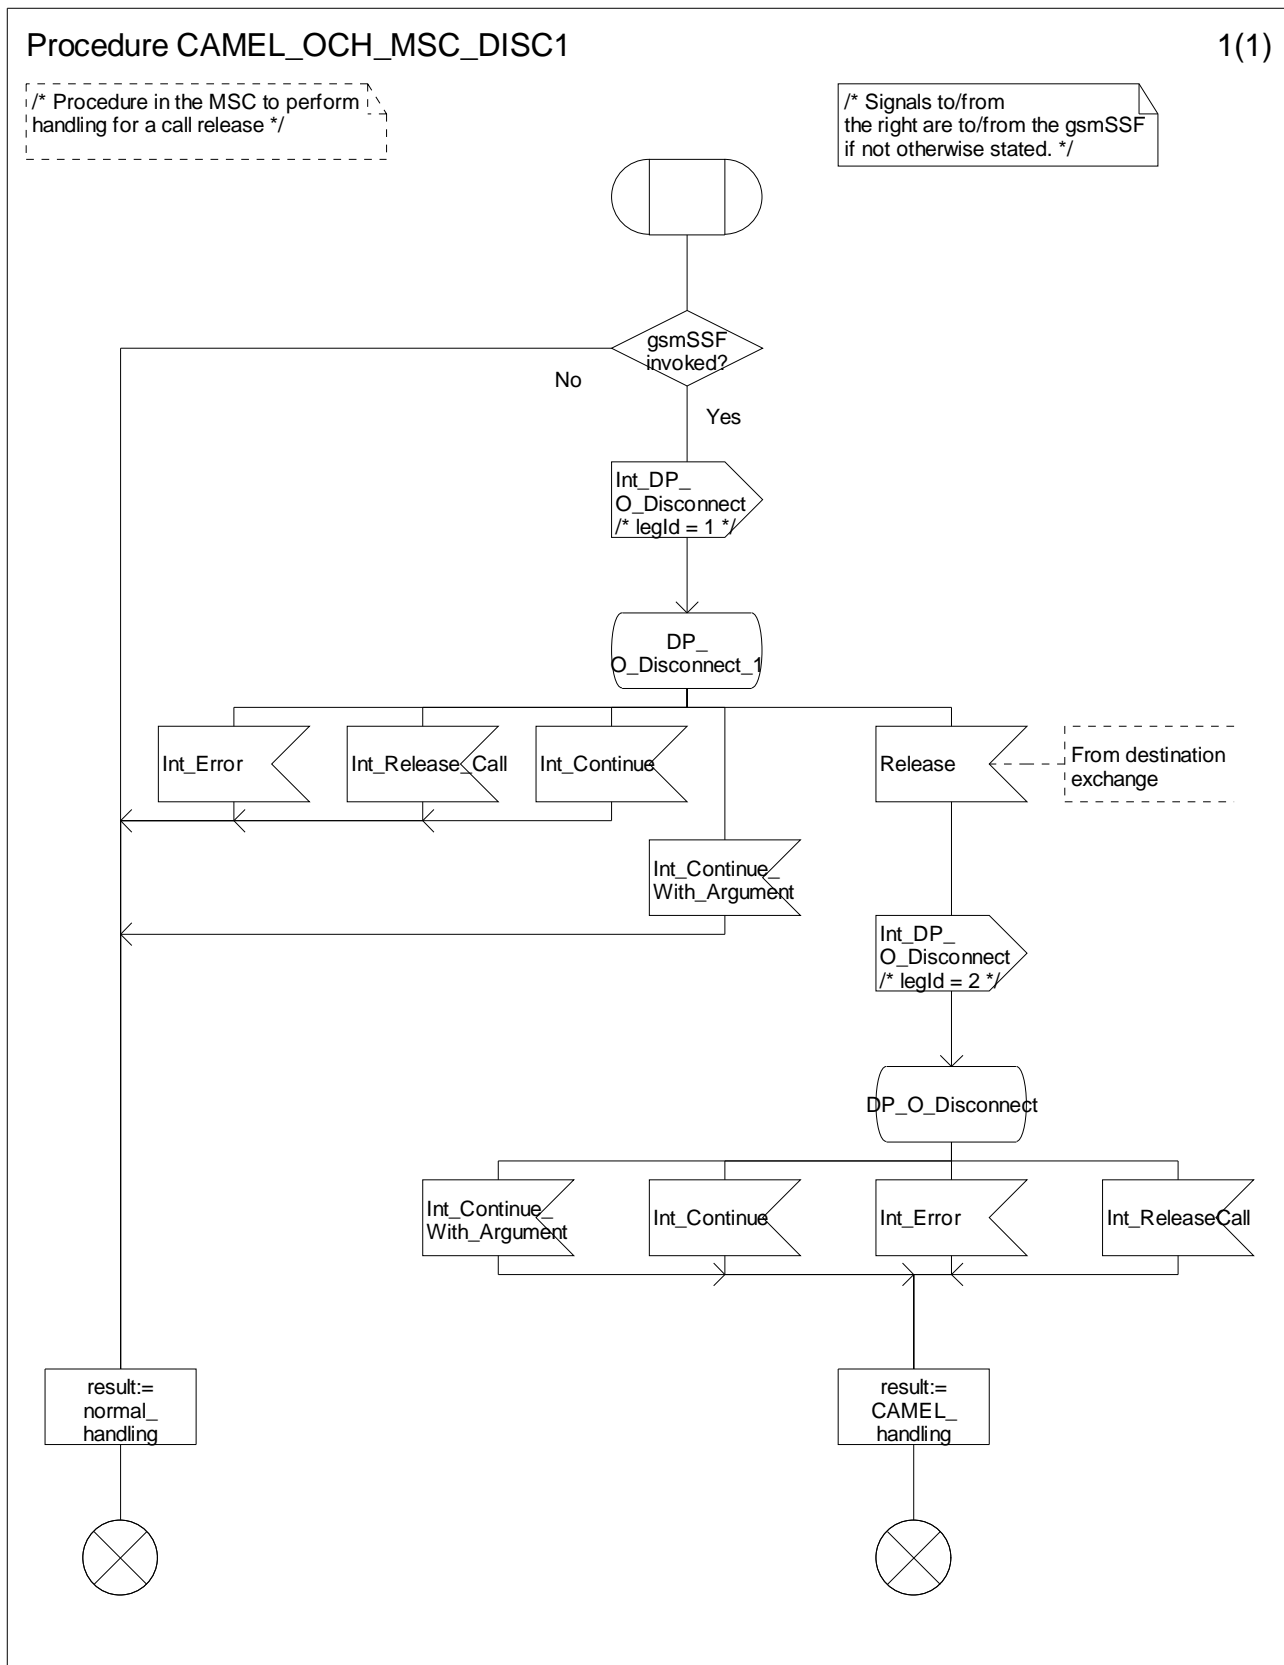 Procedure CAMEL_OCH_MSC_DISC1
1(1)
/* Procedure in the MSC to perform
handling for a call release */
/* Signals to/from
the right are to/from the gsmSSF
if not otherwise stated. */
gsmSSF
invoked?
No
Yes
Int_DP_
O_Disconnect
/* legId = 1 */
DP_
O_Disconnect_1
Int_Error
Int_Release_Call
Int_Continue
Release
From destination
exchange
Int_Continue_
With_Argument
Int_DP_
O_Disconnect
/* legId = 2 */
DP_O_Disconnect
Int_Continue_
With_Argument
Int_Continue
Int_Error
Int_ReleaseCall
result:=
normal_
handling
result:=
CAMEL_
handling